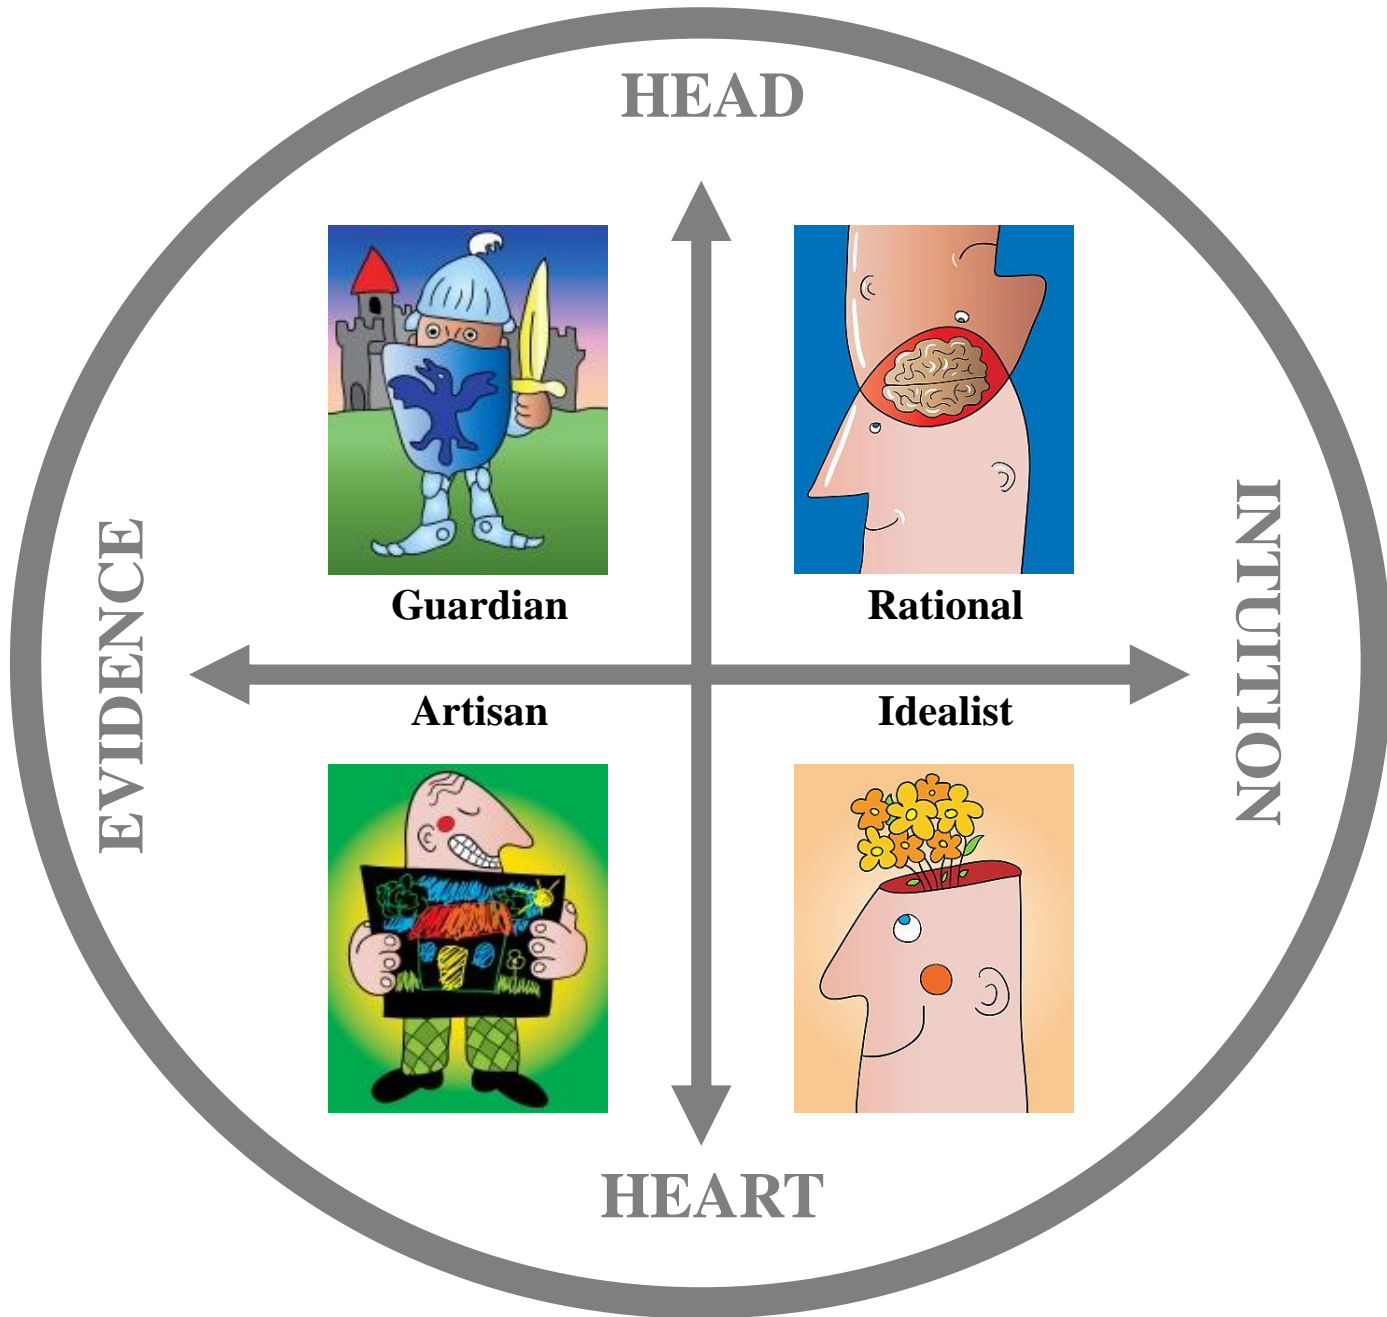 HEAD
Guardian
Rational
EVIDENCE
INTUITION
Artisan
Idealist
HEART